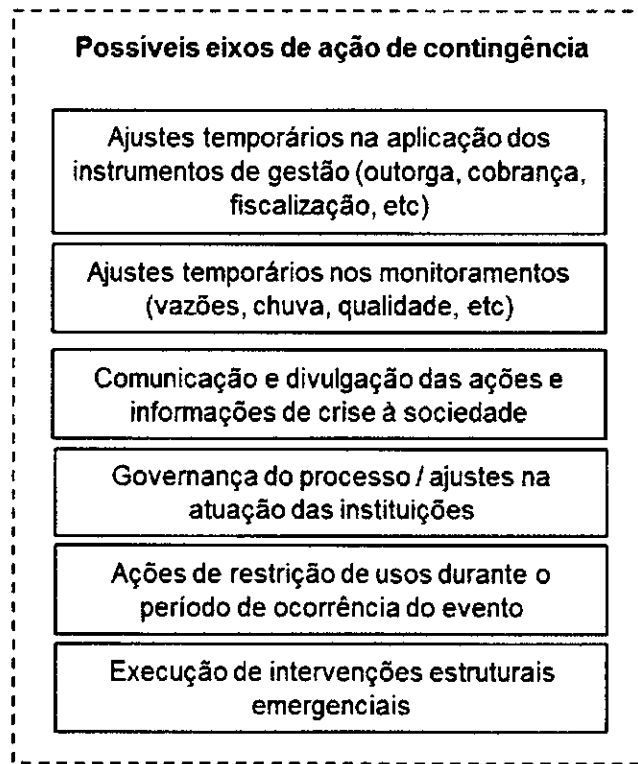 Possíveis eixos de ação de contingência
Ajustes temporários na aplicação dos
instrumentos de gestão (outorga, cobrança,
fiscalização, etc)
Ajustes temporários nos monitoramentos
(vazões, chuva, qualidade, etc)
Comunicação e divulgação das ações e
informações de crise à sociedade
Governança do processo / ajustes na
atuação das instituições
Ações de restrição de usos durante o
período de ocorrência do evento
Execução de intervenções estruturais
emergenciais